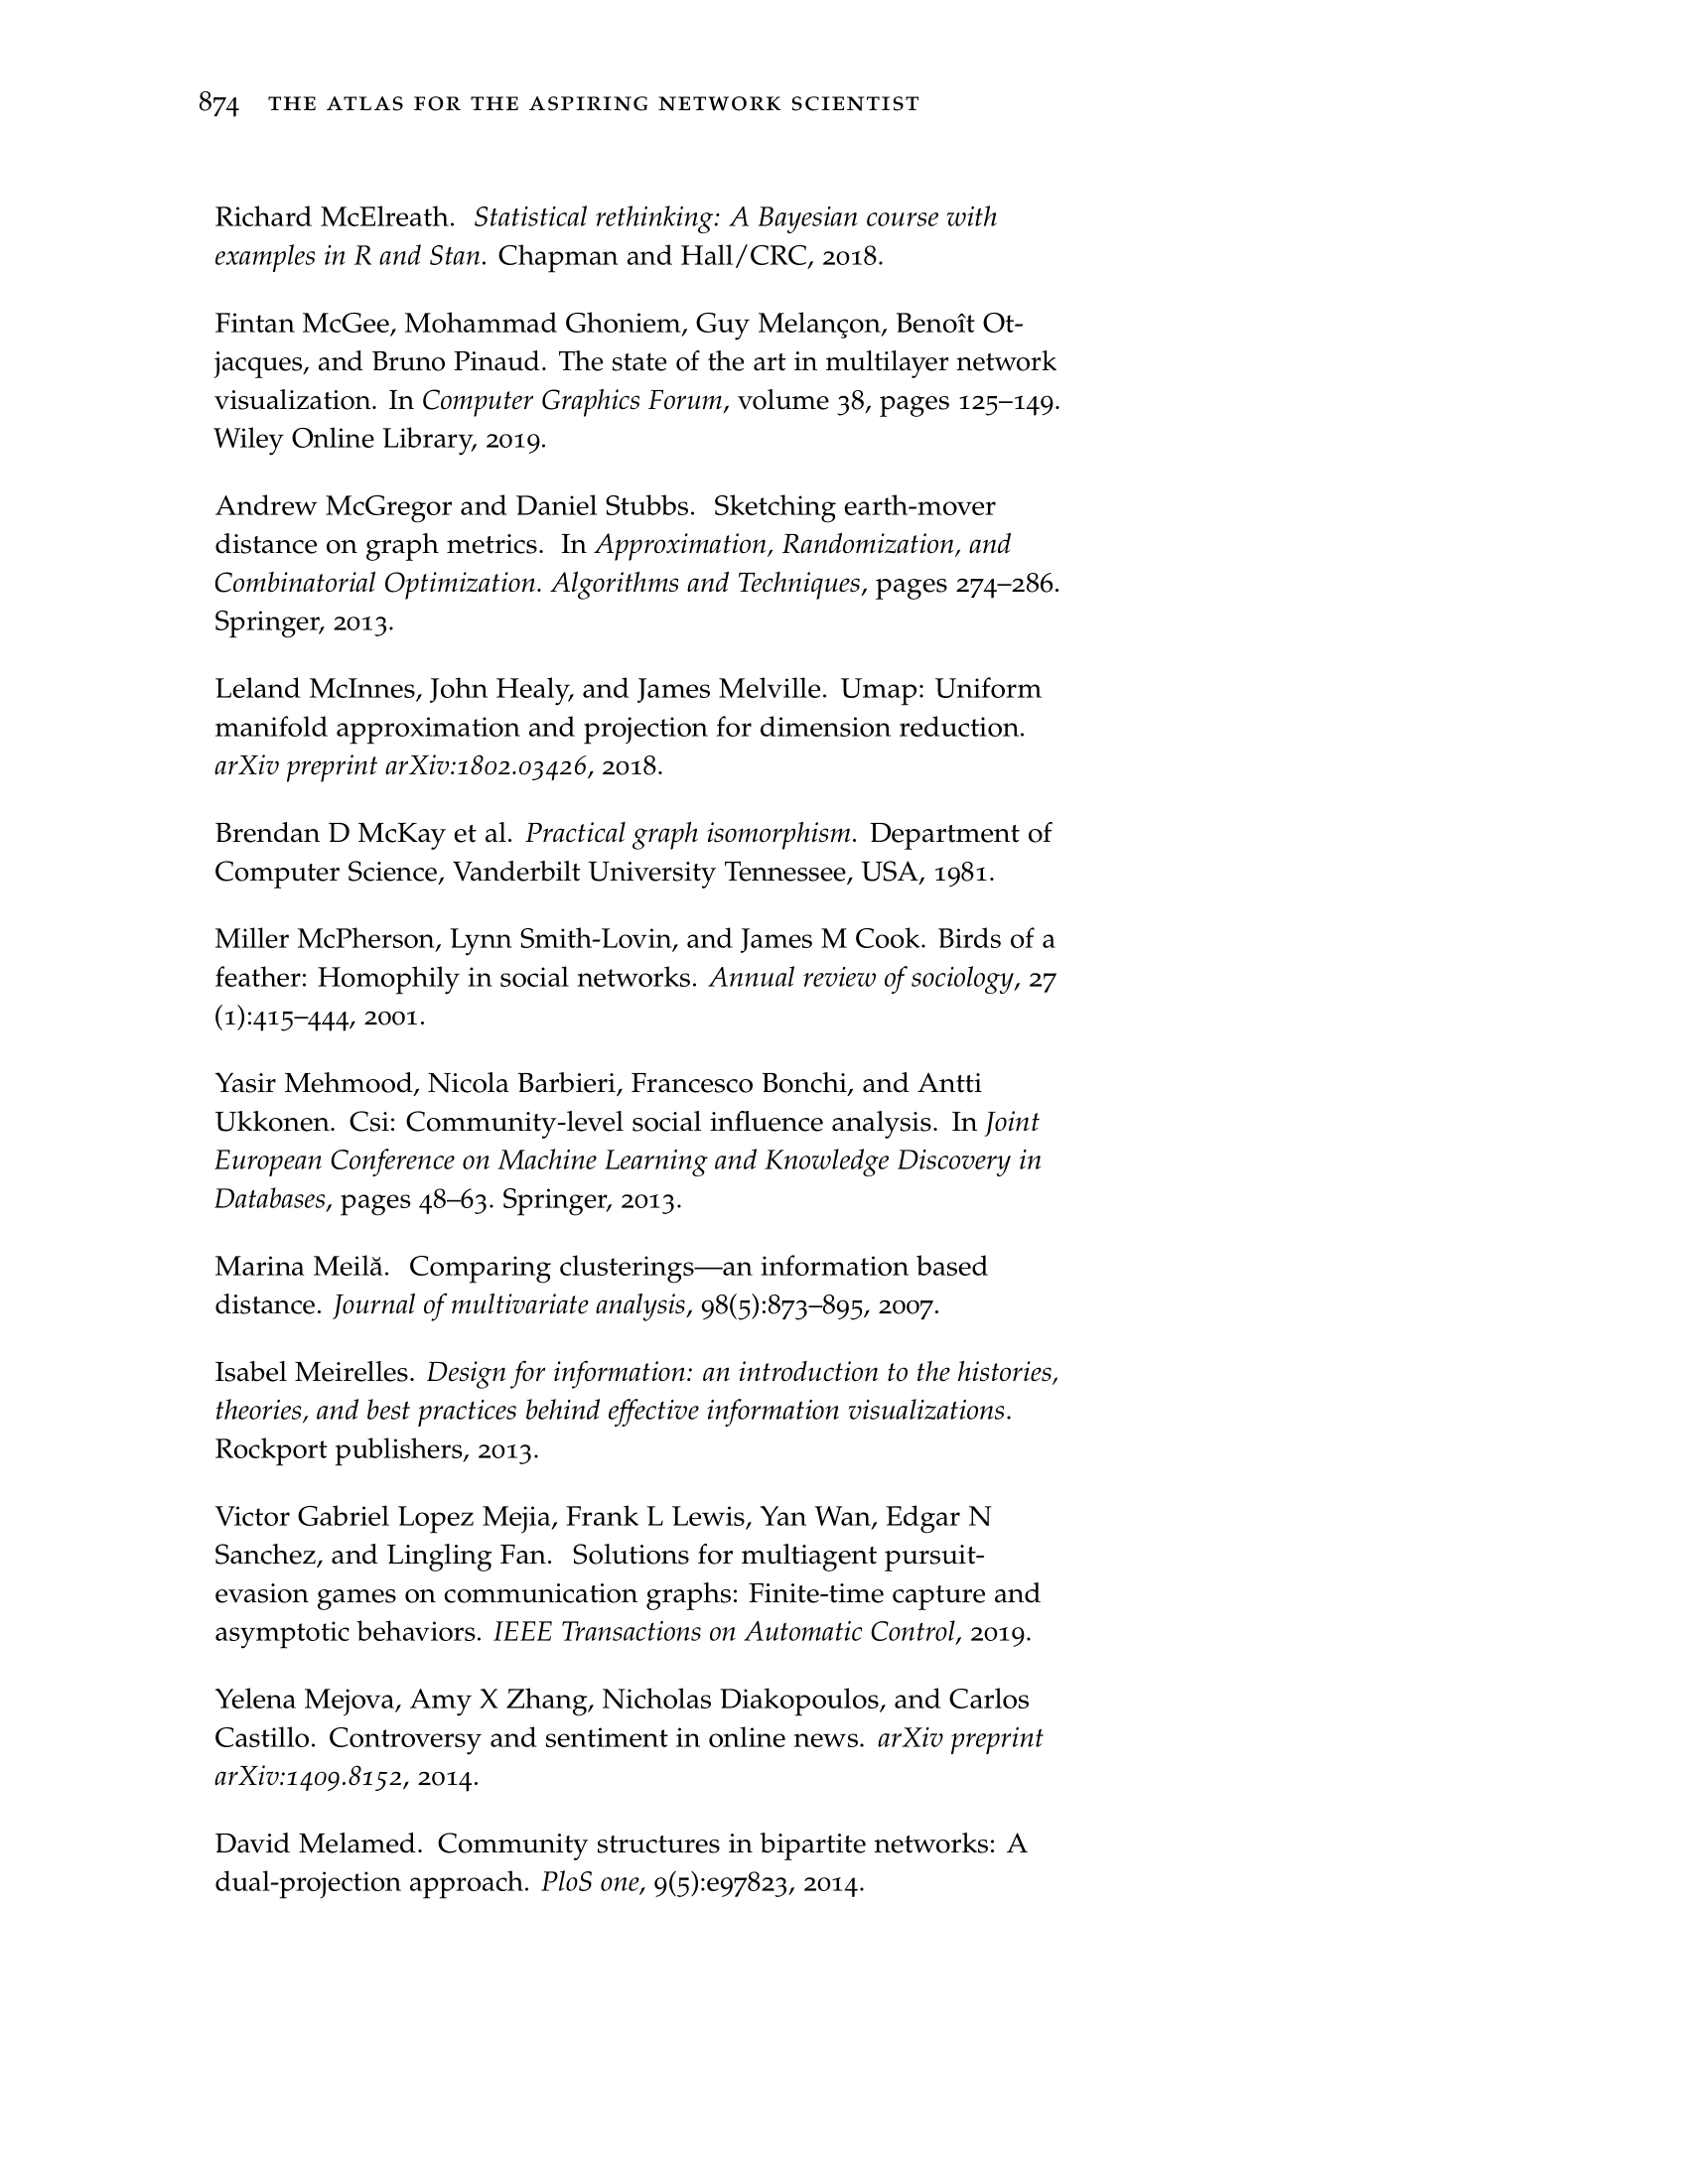 874 THE ATLAS FOR THE ASPIRING NETWORK SCIENTIST
Richard McElreath. Statistical rethinking: A Bayesian course with
examples in R and Stan. Chapman and Hall/CRC, 2018.
Fintan McGee, Mohammad Ghoniem, Guy Melançon, Benoît Ot-
jacques, and Bruno Pinaud. The state of the art in multilayer network
visualization. In Computer Graphics Forum, volume 38, pages 125–149.
Wiley Online Library, 2019.
Andrew McGregor and Daniel Stubbs. Sketching earth-mover
distance on graph metrics. In Approximation, Randomization, and
Combinatorial Optimization. Algorithms and Techniques, pages 274–286.
Springer, 2013.
Leland McInnes, John Healy, and James Melville. Umap: Uniform
manifold approximation and projection for dimension reduction.
arXiv preprint arXiv:1802.03426, 2018.
Brendan D McKay et al. Practical graph isomorphism. Department of
Computer Science, Vanderbilt University Tennessee, USA, 1981.
Miller McPherson, Lynn Smith-Lovin, and James M Cook. Birds of a
feather: Homophily in social networks. Annual review of sociology, 27
(1):415–444, 2001.
Yasir Mehmood, Nicola Barbieri, Francesco Bonchi, and Antti
Ukkonen. Csi: Community-level social influence analysis. In Joint
European Conference on Machine Learning and Knowledge Discovery in
Databases, pages 48–63. Springer, 2013.
Marina Meilă. Comparing clusterings—an information based
distance. Journal of multivariate analysis, 98(5):873–895, 2007.
Isabel Meirelles. Design for information: an introduction to the histories,
theories, and best practices behind effective information visualizations.
Rockport publishers, 2013.
Victor Gabriel Lopez Mejia, Frank L Lewis, Yan Wan, Edgar N
Sanchez, and Lingling Fan. Solutions for multiagent pursuit-
evasion games on communication graphs: Finite-time capture and
asymptotic behaviors. IEEE Transactions on Automatic Control, 2019.
Yelena Mejova, Amy X Zhang, Nicholas Diakopoulos, and Carlos
Castillo. Controversy and sentiment in online news. arXiv preprint
arXiv:1409.8152, 2014.
David Melamed. Community structures in bipartite networks: A
dual-projection approach. PloS one, 9(5):e97823, 2014.